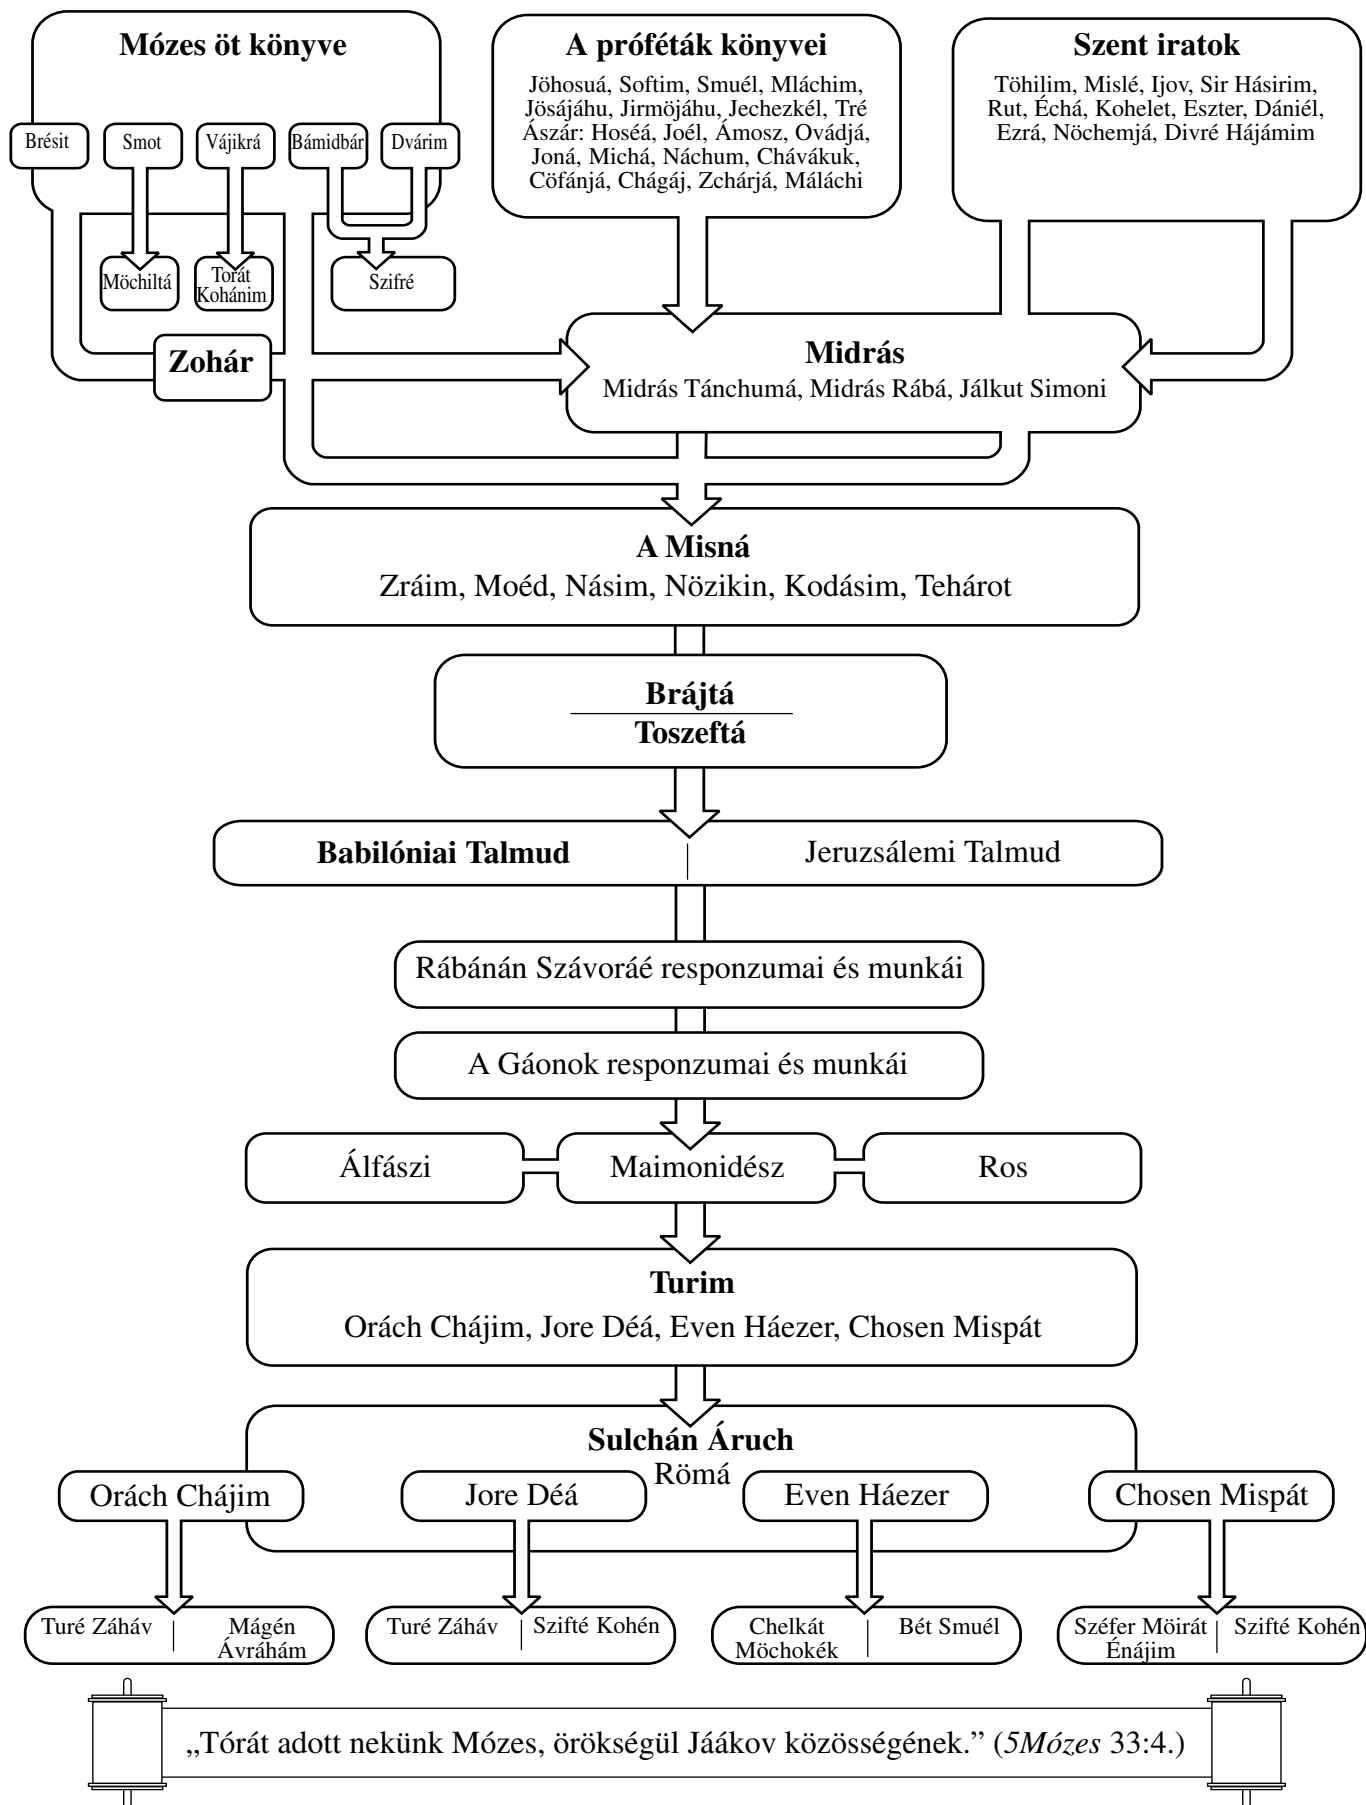 Mózes öt könyve
Brésit
Smot
Vájikrá
Bámidbár
Dvárim
Möchiltá
Torát
Kohánim
Szifré
A próféták könyvei
Jöhosuá, Softim, Smuél, Mláchim,
Jösájáhu, Jirmöjáhu, Jechezkél, Tré
Ászár: Hoséá, Joél, Ámosz, Ovádjá,
Joná, Michá, Náchum, Chávákuk,
Cöfánjá, Chágáj, Zchárjá, Máláchi
Szent iratok
Töhilim, Mislé, Ijov, Sir Hásirim,
Rut, Échá, Kohelet, Eszter, Dániél,
Ezrá, Nöchemjá, Divré Hájámim
Zohár
Midrás
Midrás Tánchumá, Midrás Rábá, Jálkut Simoni
A Misná
Zráim, Moéd, Násim, Nözikin, Kodásim, Tehárot
Brájtá
Toszeftá
Babilóniai Talmud
Jeruzsálemi Talmud
Rábánán Szávoráé responzumai és munkái
A Gáonok responzumai és munkái
Álfászi
Maimonidész
Ros
Turim
Orách Chájim, Jore Déá, Even Háezer, Chosen Mispát
Sulchán Áruch
Römá
Orách Chájim
Jore Déá
Even Háezer
Chosen Mispát
Turé Záháv
Mágén
Ávráhám
Turé Záháv
Szifté Kohén
Chelkát
Möchokék
Bét Smuél
Széfer Möirát
Énájim
Szifté Kohén
„Tórát adott nekünk Mózes, örökségül Jáákov közösségének.” (5Mózes 33:4.)